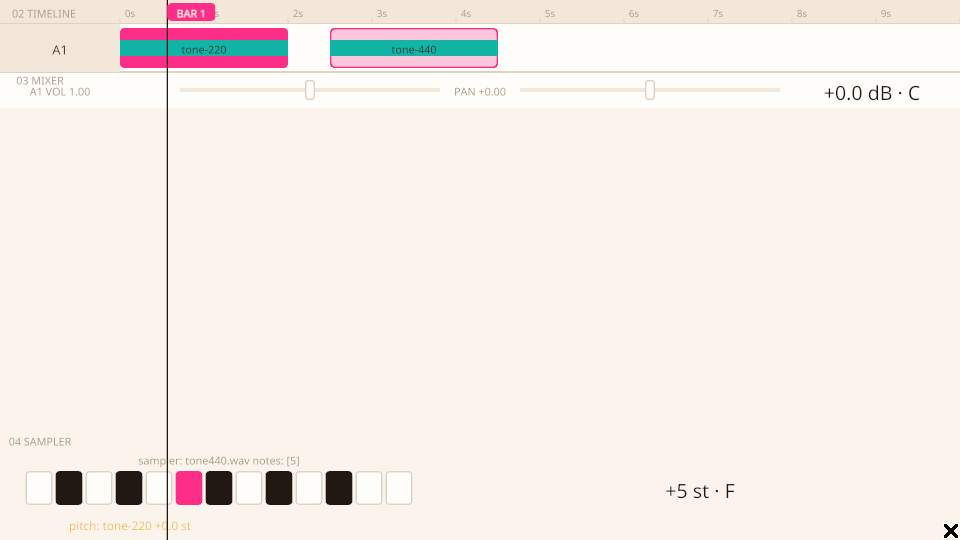 02 TIMELINE 0s BAR 1 s 2s 3s 4s 5s 6s 7s 8s 9s
A1 tone-220 tone-440
03 MIXER
A1 VOL 1.00 PAN +0.00 +0.0 dB · C
04 SAMPLER
sampler: tone440.wav notes: [5]
+5 st · F
pitch: tone-220 +0.0 st